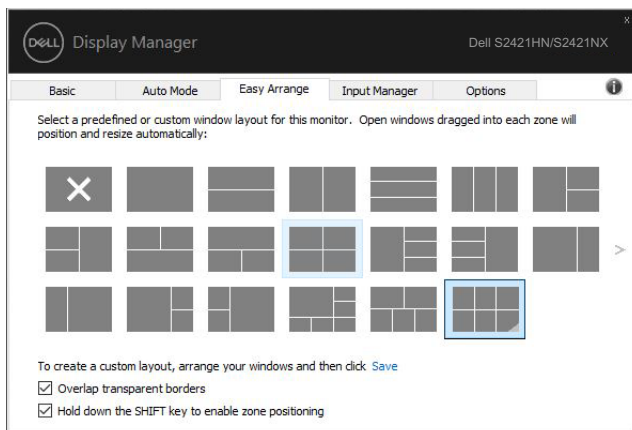 x
DELL Display Manager Dell S2421HN/S2421NX
Basic Auto Mode Easy Arrange Input Manager Options
Select a predefined or custom window layout for this monitor. Open windows dragged into each zone will
position and resize automatically:
To create a custom layout, arrange your windows and then click Save
Overlap transparent borders
Hold down the SHIFT key to enable zone positioning